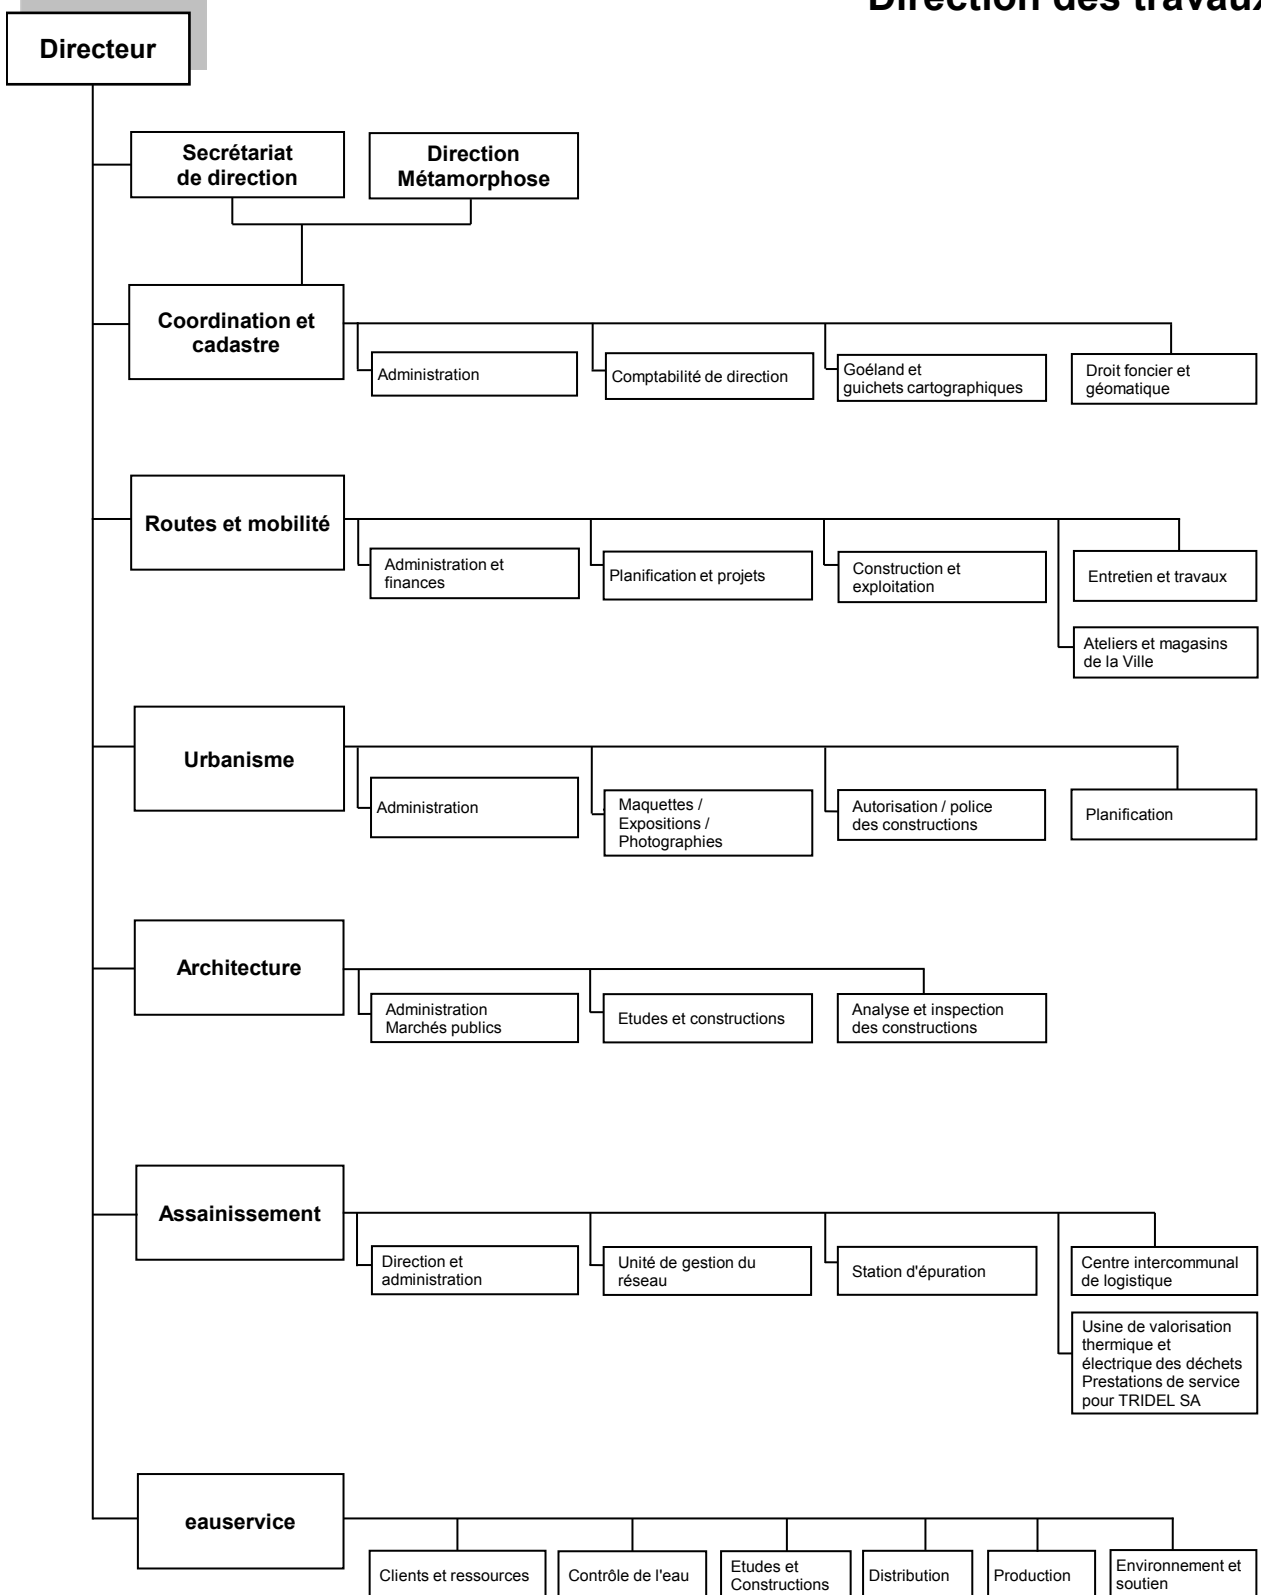 Direction des travaux
Directeur
Secrétariat
de direction
Direction
Métamorphose
Coordination et
cadastre
Administration
Comptabilité de direction
Goéland et
guichets cartographiques
Droit foncier et
géomatique
Routes et mobilité
Administration et
finances
Planification et projets
Construction et
exploitation
Entretien et travaux
Ateliers et magasins
de la Ville
Urbanisme
Administration
Maquettes /
Expositions /
Photographies
Autorisation / police
des constructions
Planification
Architecture
Administration
Marchés publics
Etudes et constructions
Analyse et inspection
des constructions
Assainissement
Direction et
administration
Unité de gestion du
réseau
Station d'épuration
Centre intercommunal
de logistique
Usine de valorisation
thermique et
électrique des déchets
Prestations de service
pour TRIDEL SA
eauservice
Clients et ressources
Contrôle de l'eau
Etudes et
Constructions
Distribution
Production
Environnement et
soutien